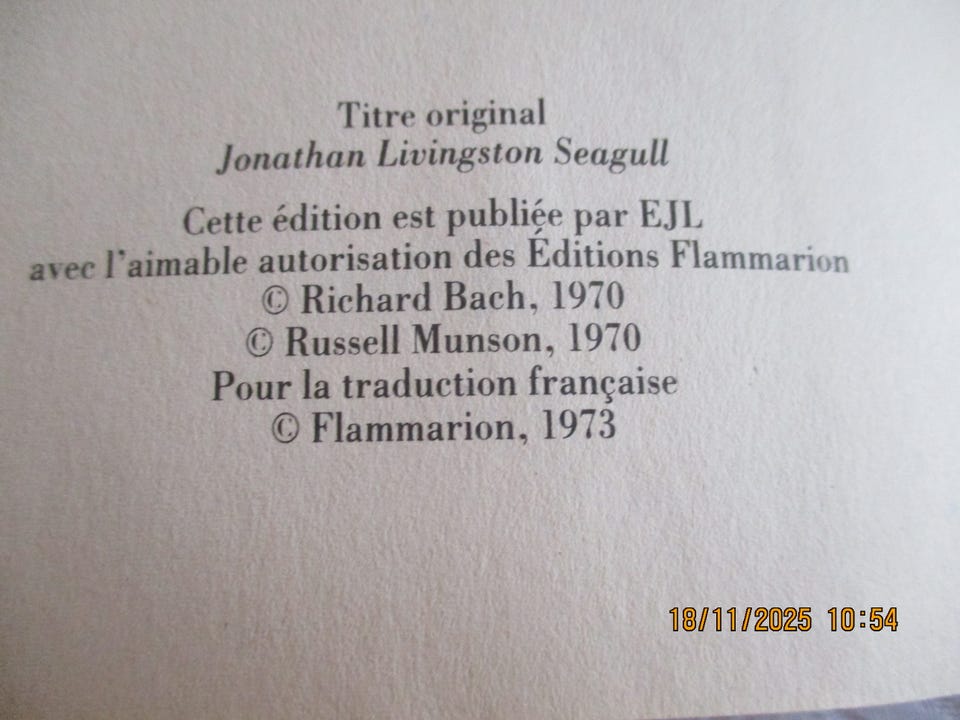 Titre original
Jonathan Livingston Seagull
Cette édition est publiée par EJL
avec l'aimable autorisation des Éditions Flammarion
© Richard Bach, 1970
© Russell Munson, 1970
Pour la traduction française
© Flammarion, 1973
18/11/2025 10:54